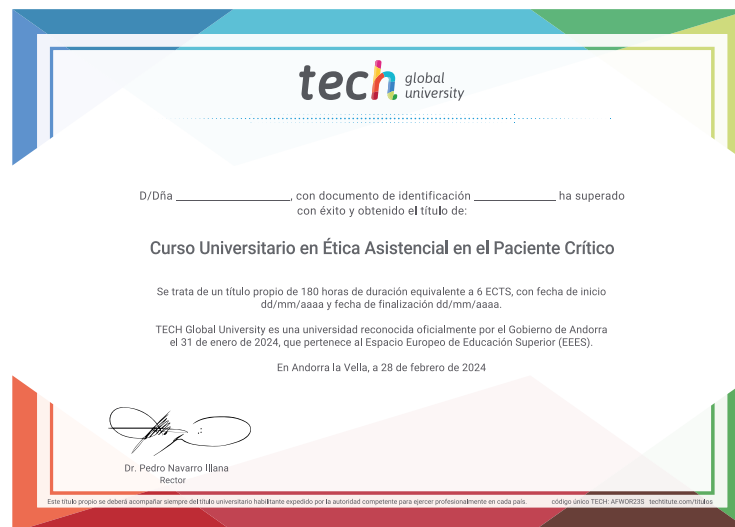 tech global university
D/Dña ________________, con documento de identificación ____________ ha superado
con éxito y obtenido el título de:
Curso Universitario en Ética Asistencial en el Paciente Crítico
Se trata de un título propio de 180 horas de duración equivalente a 6 ECTS, con fecha de inicio
dd/mm/aaaa y fecha de finalización dd/mm/aaaa.
TECH Global University es una universidad reconocida oficialmente por el Gobierno de Andorra
el 31 de enero de 2024, que pertenece al Espacio Europeo de Educación Superior (EEES).
En Andorra la Vella, a 28 de febrero de 2024
Dr. Pedro Navarro Illana
Rector
Este título propio se deberá acompañar siempre del título universitario habilitante expedido por la autoridad competente para ejercer profesionalmente en cada país. código único TECH: AFWOR23S techtitute.com/titulos